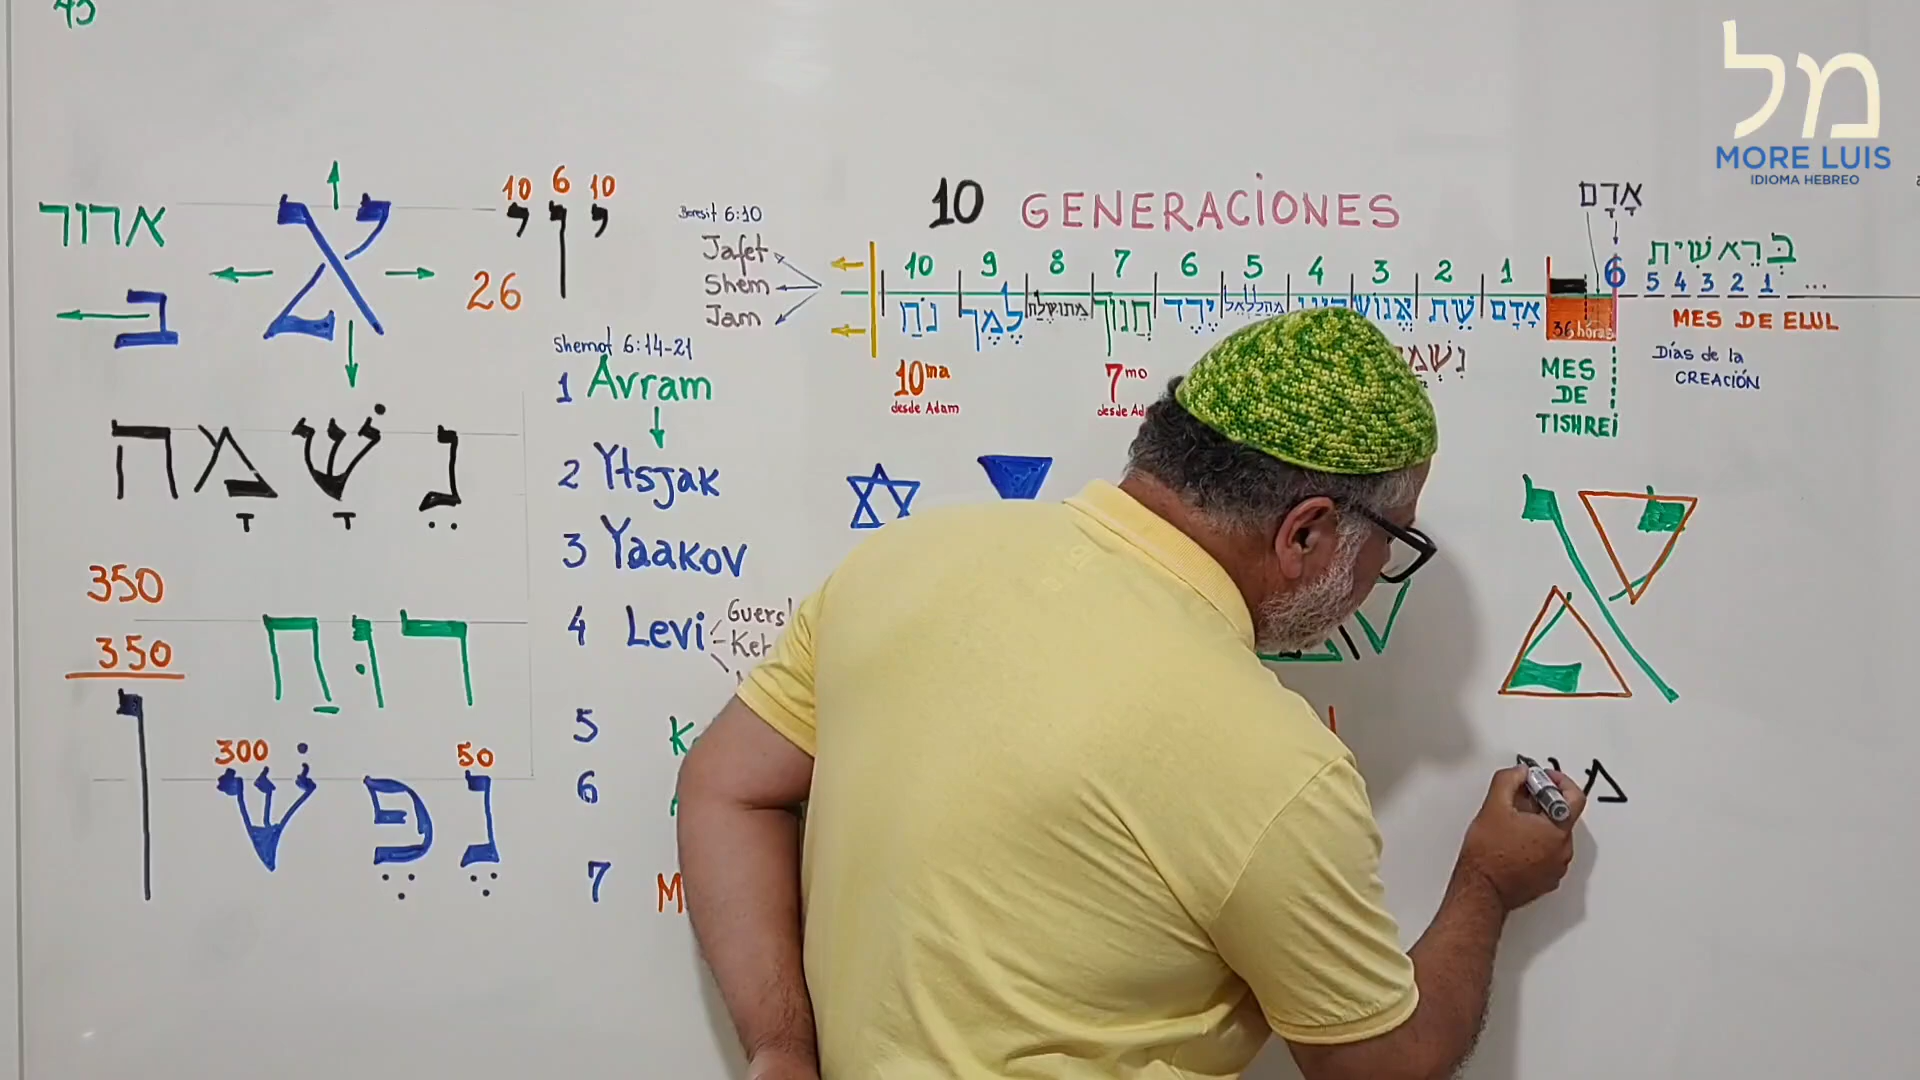 מל
MORE LUIS
IDIOMA HEBREO
ארור
א
ב
10 6 10
י ו י
26
נְשָׁמָה
350
350
רוּחַ
300 50
נֶפֶשׁ
Beresit 6:10
Jafet
Shem
Jam
Shemot 6:14-21
1 Avram
2 Ytsjak
3 Yaakov
4 Levi
5
6
7
10 GENERACiONES
10 9 8 7 6 5 4 3 2 1
אָדָם שֵׁת אֱנוֹשׁ יֶרֶד חֲנוֹךְ מְתוּשֶׁלַח לֶמֶךְ נֹחַ
10ma
desde Adam
7mo
36 horas
MES
DE
TISHREi
אָדָם
בְּרֵאשִׁית
6 5 4 3 2 1 ...
MES DE ELUL
Días de la
CREACIÓN